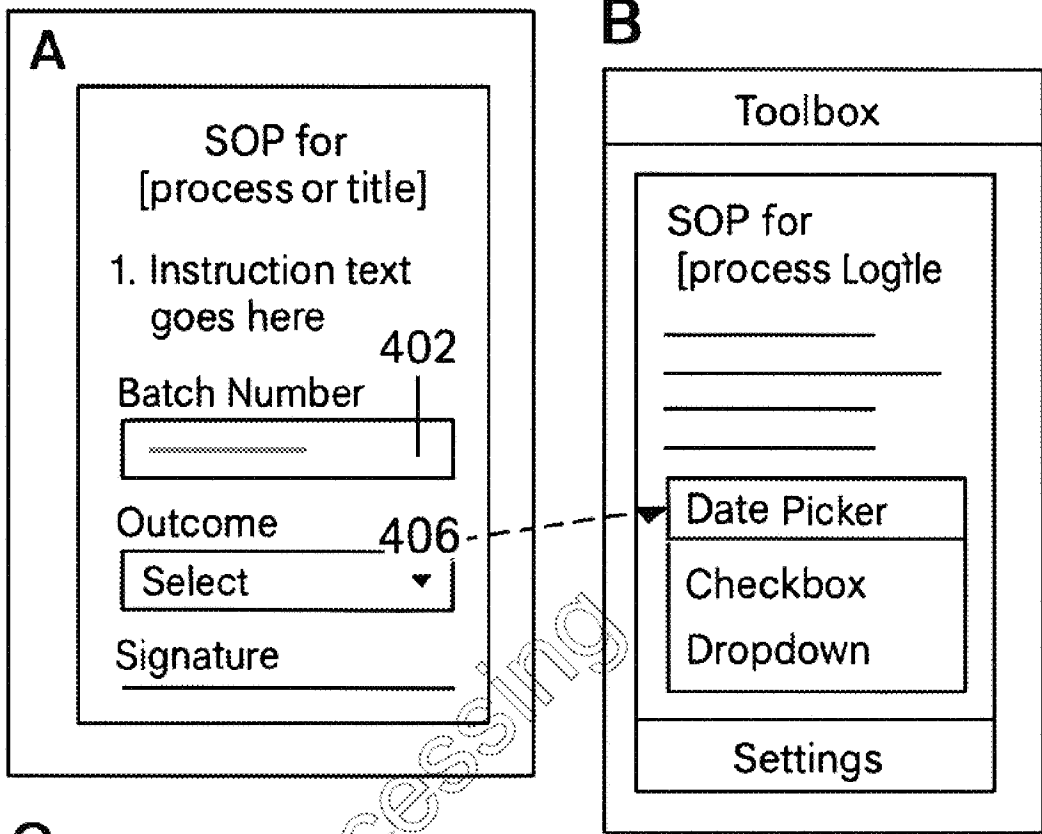 A
SOP for
[process or title]
1. Instruction text
goes here
402
Batch Number
Outcome
406
Select
Signature
B
Toolbox
SOP for
[process Logtle
Date Picker
Checkbox
Dropdown
Settings
essing